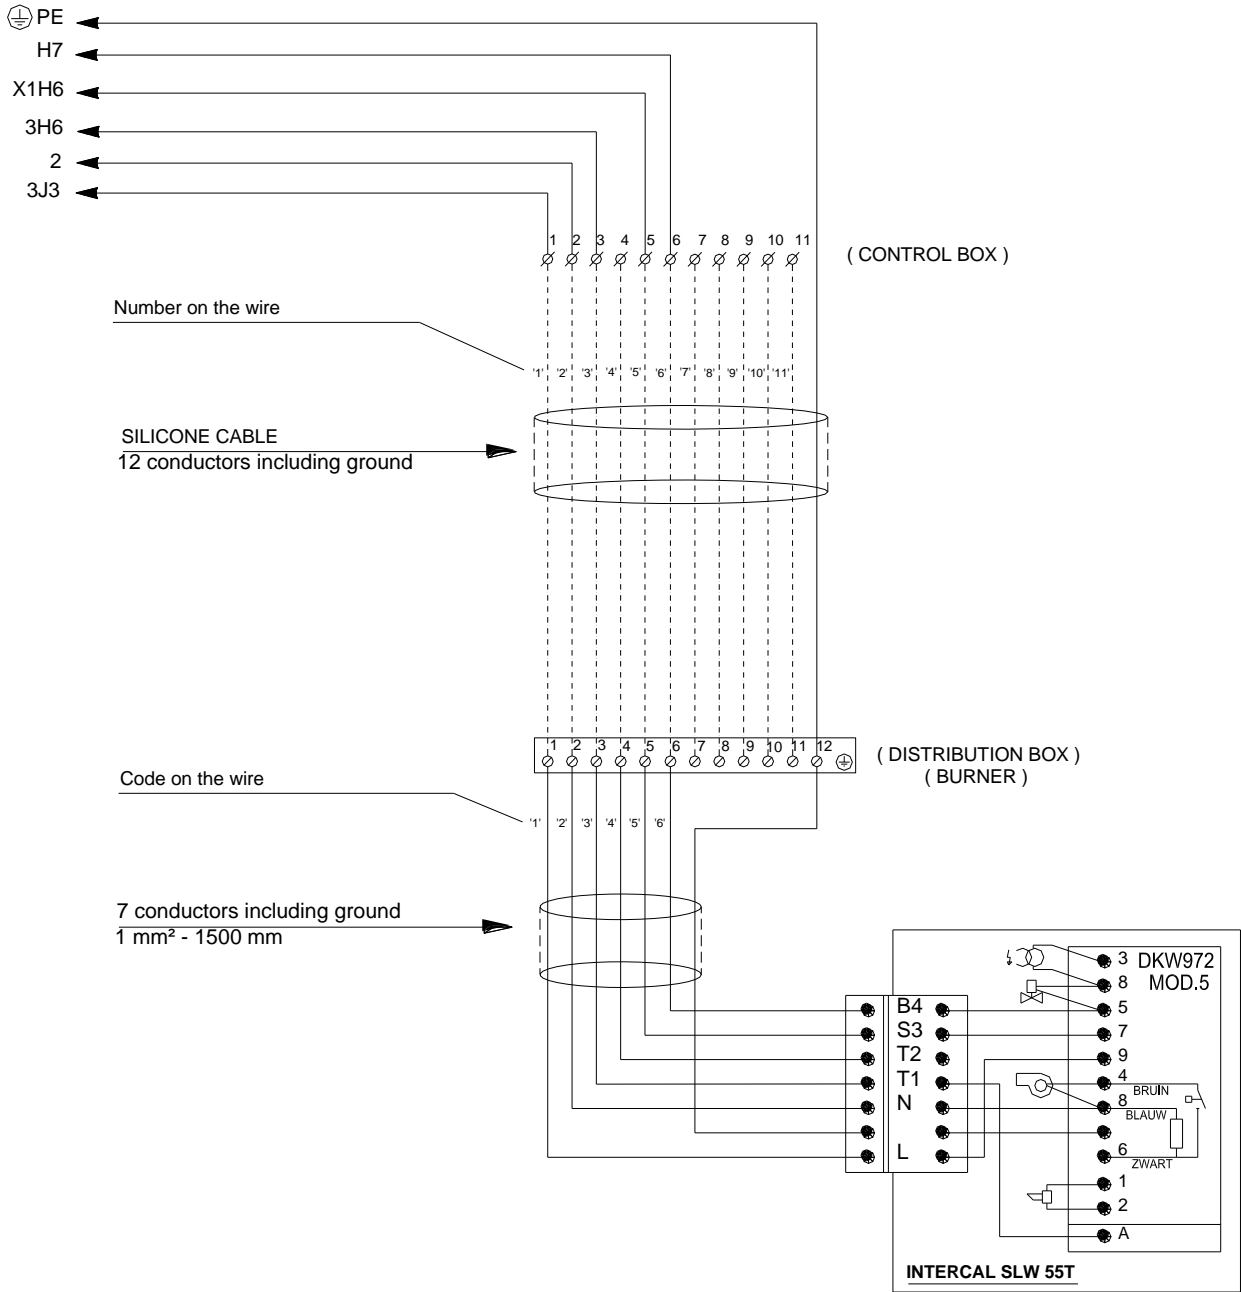 PE
H7
X1H6
3H6
2
3J3
1 2 3 4 5 6 7 8 9 10 11
( CONTROL BOX )
Number on the wire
'1' '2' '3' '4' '5' '6' '7' '8' '9' '10' '11'
SILICONE CABLE
12 conductors including ground
1 2 3 4 5 6 7 8 9 10 11 12
( DISTRIBUTION BOX )
( BURNER )
Code on the wire
'1' '2' '3' '4' '5' '6'
7 conductors including ground
1 mm² - 1500 mm
B4
S3
T2
T1
N
L
3 DKW972
8 MOD.5
5
7
9
4
BRUIN
8
BLAUW
6
ZWART
1
2
A
INTERCAL SLW 55T